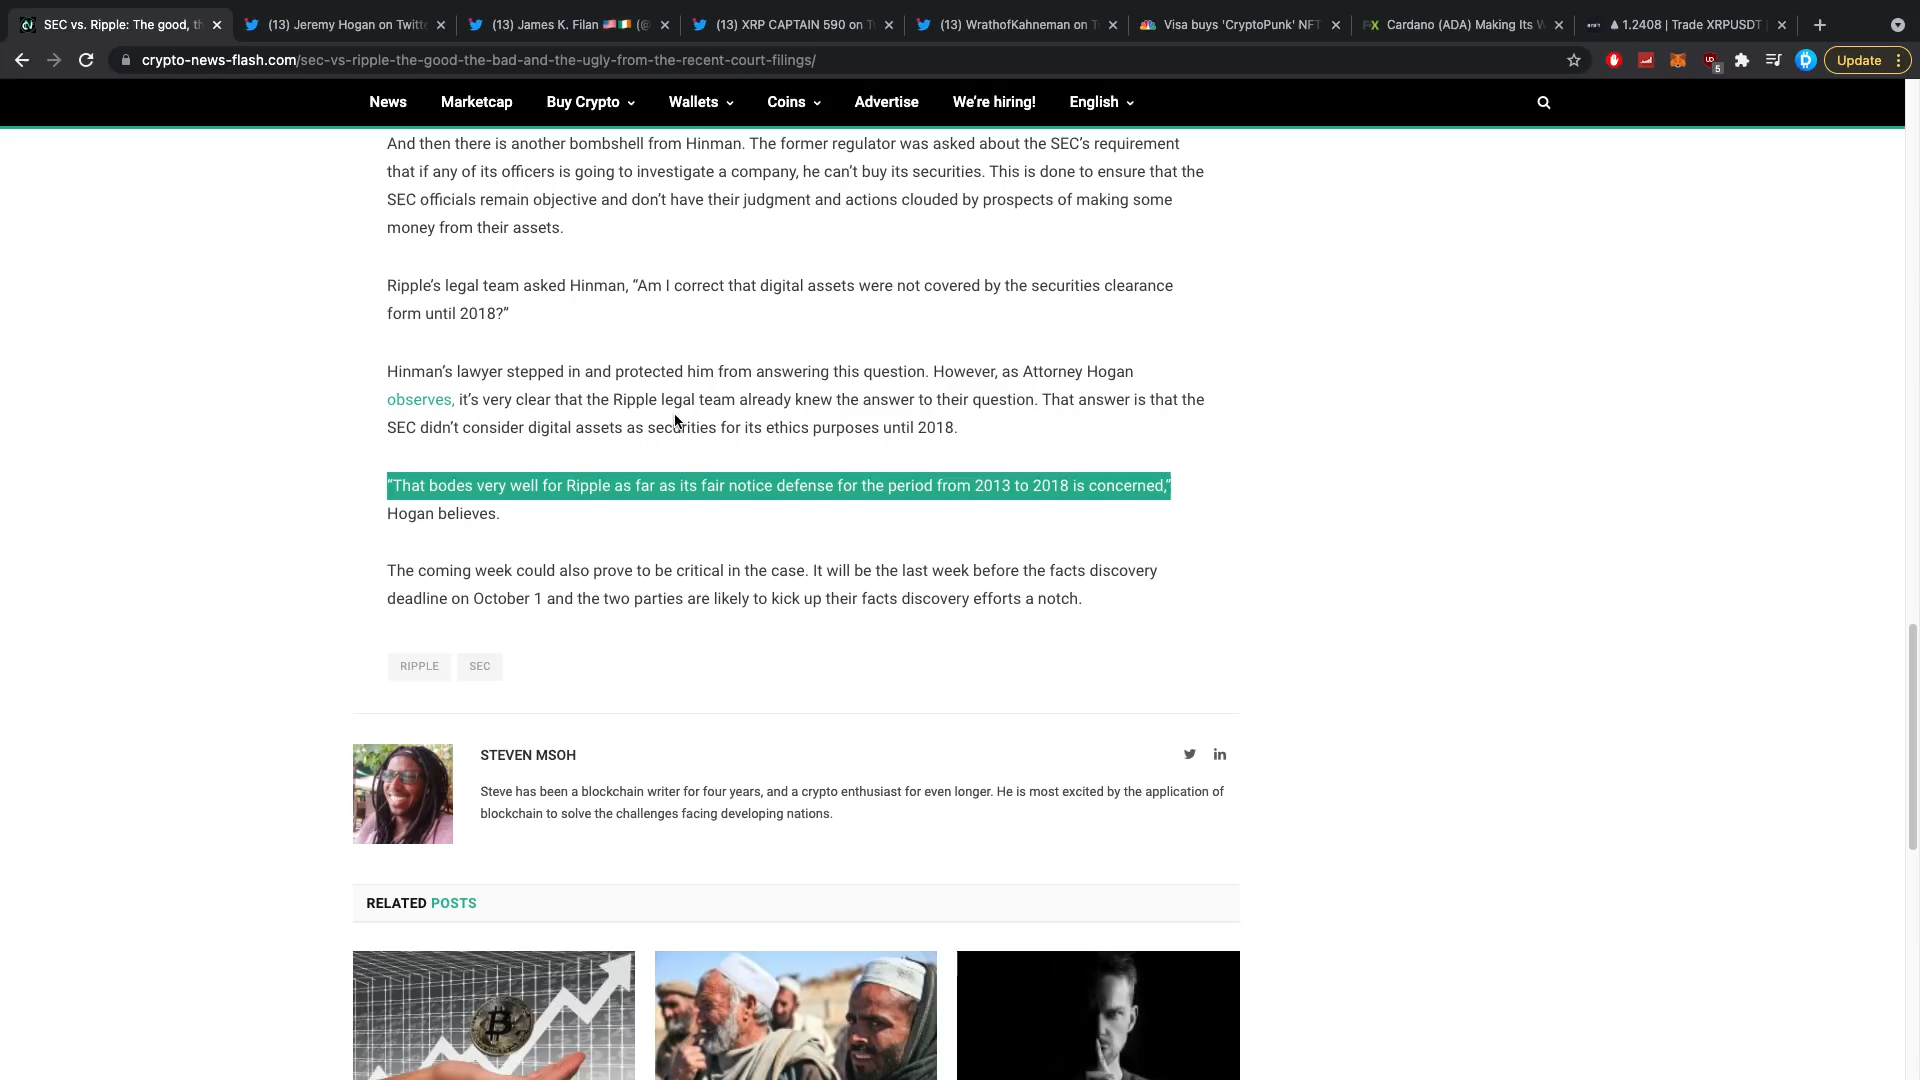 SEC vs. Ripple: The good, th
(13) Jeremy Hogan on Twitt
(13) James K. Filan 🇺🇸🇮🇪 (@
(13) XRP CAPTAIN 590 on T
(13) WrathofKahneman on T
Visa buys 'CryptoPunk' NFT
Cardano (ADA) Making Its W
▲ 1.2408 | Trade XRPUSDT
crypto-news-flash.com/sec-vs-ripple-the-good-the-bad-and-the-ugly-from-the-recent-court-filings/
5
Update
News
Marketcap
Buy Crypto
Wallets
Coins
Advertise
We're hiring!
English
And then there is another bombshell from Hinman. The former regulator was asked about the SEC's requirement
that if any of its officers is going to investigate a company, he can't buy its securities. This is done to ensure that the
SEC officials remain objective and don't have their judgment and actions clouded by prospects of making some
money from their assets.
Ripple's legal team asked Hinman, “Am I correct that digital assets were not covered by the securities clearance
form until 2018?”
Hinman's lawyer stepped in and protected him from answering this question. However, as Attorney Hogan
observes, it's very clear that the Ripple legal team already knew the answer to their question. That answer is that the
SEC didn't consider digital assets as securities for its ethics purposes until 2018.
“That bodes very well for Ripple as far as its fair notice defense for the period from 2013 to 2018 is concerned,”
Hogan believes.
The coming week could also prove to be critical in the case. It will be the last week before the facts discovery
deadline on October 1 and the two parties are likely to kick up their facts discovery efforts a notch.
RIPPLE
SEC
STEVEN MSOH
Steve has been a blockchain writer for four years, and a crypto enthusiast for even longer. He is most excited by the application of
blockchain to solve the challenges facing developing nations.
RELATED POSTS